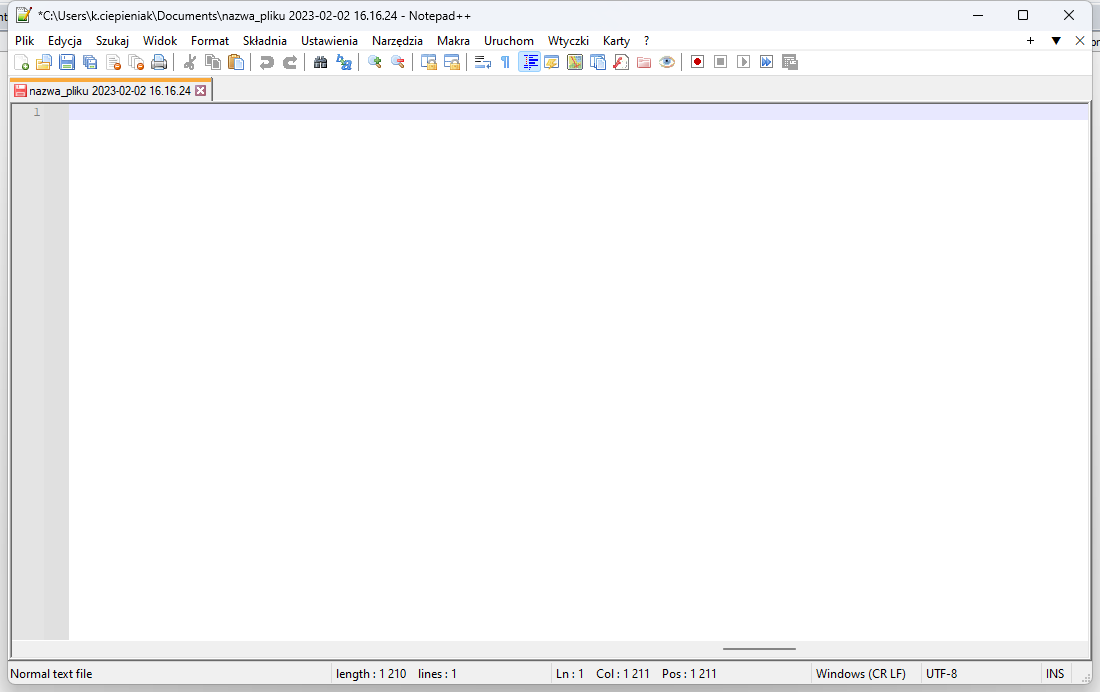 *C:\Users\k.ciepieniak\Documents\nazwa_pliku 2023-02-02 16.16.24 - Notepad++
Plik Edycja Szukaj Widok Format Składnia Ustawienia Narzędzia Makra Uruchom Wtyczki Karty ?
nazwa_pliku 2023-02-02 16.16.24
1
Normal text file length : 1 210 lines : 1 Ln : 1 Col : 1 211 Pos : 1 211 Windows (CR LF) UTF-8 INS